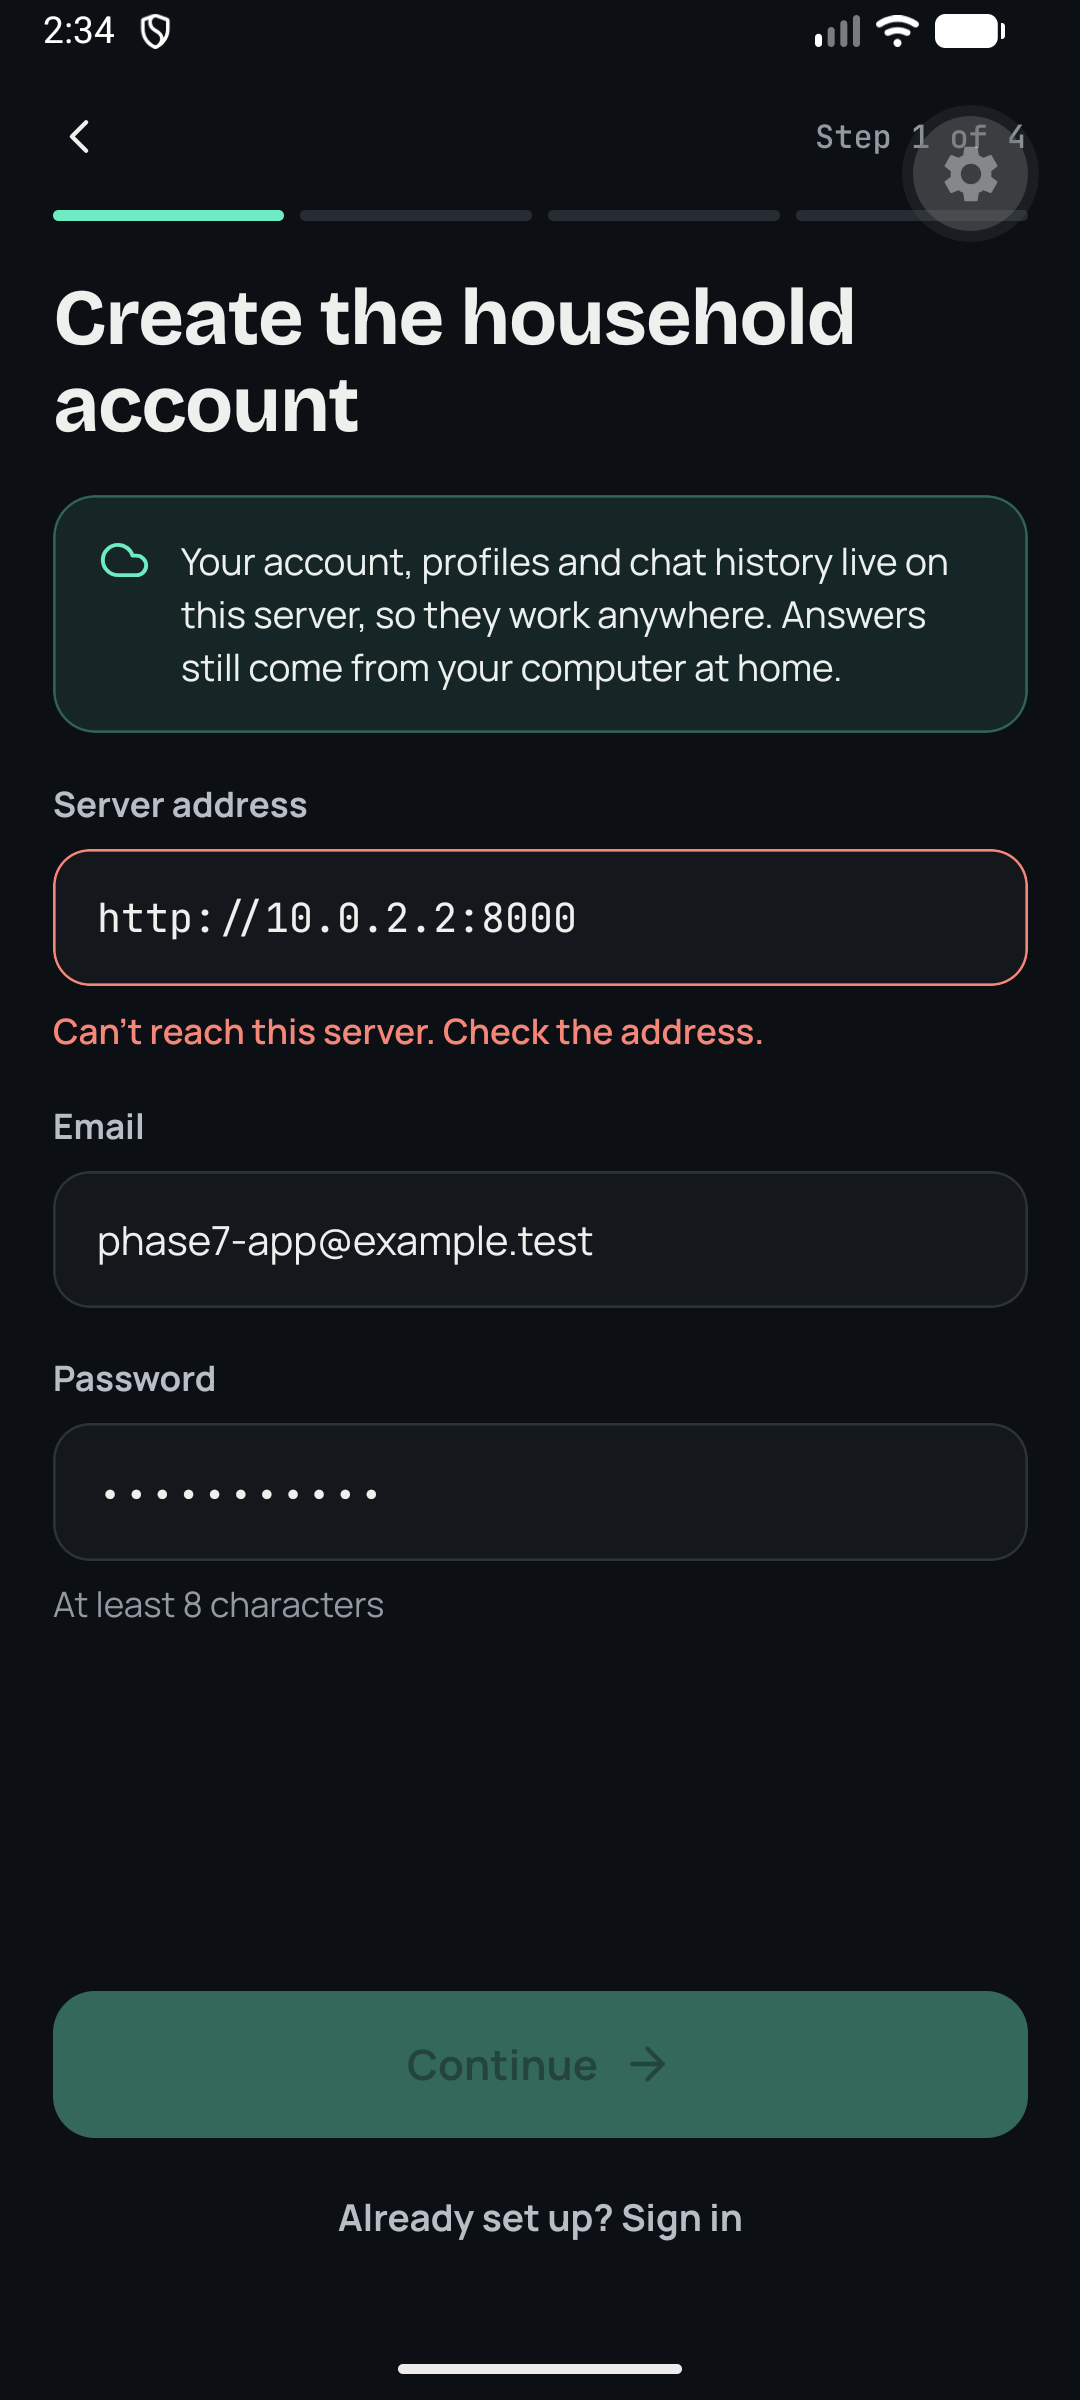 2:34
Step 1 of 4
Create the household
account
Your account, profiles and chat history live on
this server, so they work anywhere. Answers
still come from your computer at home.
Server address
http://10.0.2.2:8000
Can't reach this server. Check the address.
Email
phase7-app@example.test
Password
•••••••••••
At least 8 characters
Continue →
Already set up? Sign in